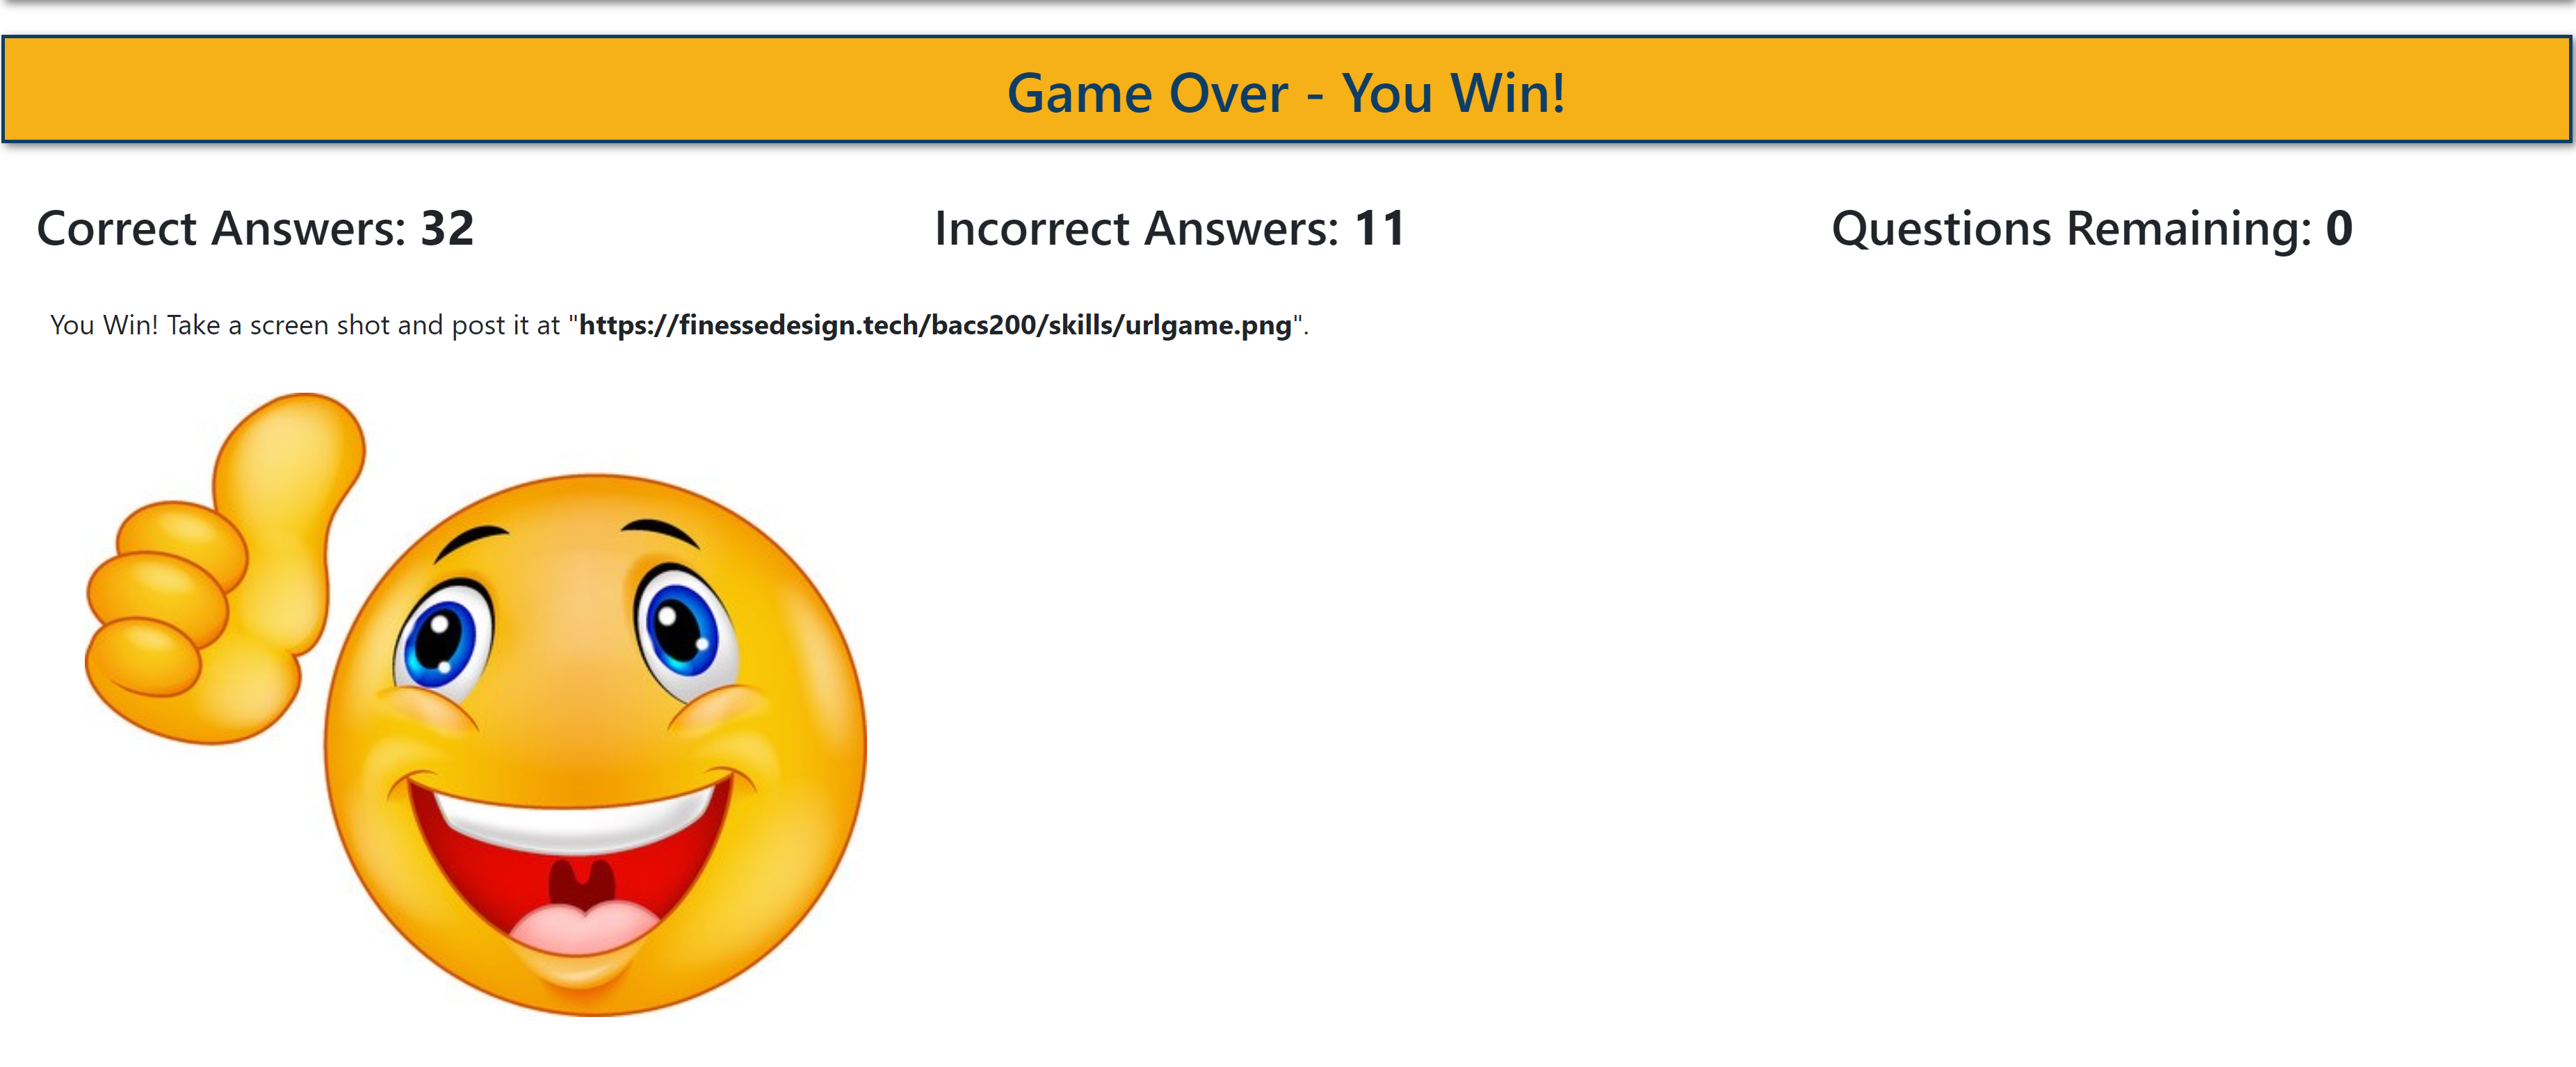 Game Over - You Win!
Correct Answers: 32
Incorrect Answers: 11
Questions Remaining: 0
You Win! Take a screen shot and post it at "https://finessedesign.tech/bacs200/skills/urlgame.png".